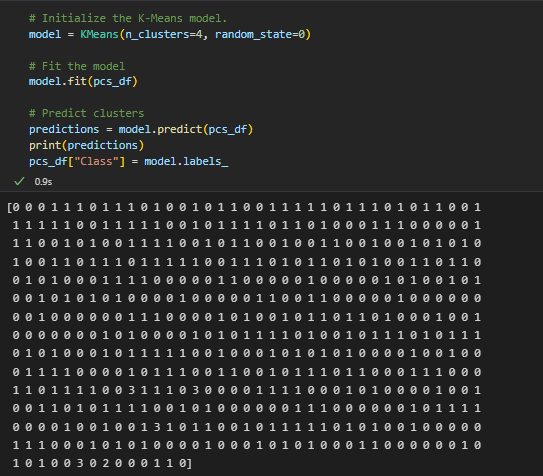 # Initialize the K-Means model.
model = KMeans(n_clusters=4, random_state=0)
# Fit the model
model.fit(pcs_df)
# Predict clusters
predictions = model.predict(pcs_df)
print(predictions)
pcs_df["Class"] = model.labels_
✓ 0.9s
[0 0 0 1 1 1 0 1 1 1 0 1 0 0 1 0 1 1 0 0 1 1 1 1 1 0 1 1 1 0 1 0 1 1 0 0 1
1 1 1 1 1 0 0 1 1 1 1 1 0 0 1 0 1 1 1 1 0 1 1 0 1 0 0 0 1 1 1 0 0 0 0 0 1
1 1 0 0 1 0 1 0 0 1 1 1 1 0 0 1 0 1 1 0 0 1 0 0 1 1 0 0 1 0 0 1 0 1 0 1 0
1 0 0 1 1 0 1 1 1 0 1 1 1 1 1 0 0 1 1 0 1 1 0 1 0 1 0 1 0 0 1 1 0 1 1 0
0 1 0 1 0 0 0 1 1 1 1 0 0 0 0 0 1 1 0 0 0 0 0 1 0 0 0 0 0 1 0 1 0 0 1 0 1
0 0 1 0 1 0 1 0 1 0 0 0 0 1 0 0 0 0 0 1 1 0 0 1 1 0 0 0 0 0 1 0 0 0 0 0 0
0 0 1 0 0 0 0 0 0 1 1 1 0 0 0 0 1 0 1 0 0 1 0 1 1 0 1 1 0 1 0 0 0 1 0 0 1
0 0 0 0 0 0 0 1 0 1 0 0 0 0 1 0 1 0 1 1 1 1 0 1 0 0 1 0 1 1 1 0 1 0 1 1 1
0 1 0 1 0 0 0 1 0 1 1 1 1 1 0 0 1 0 0 0 1 0 1 0 1 0 1 0 0 0 0 1 0 0 1 0 0
0 1 1 1 1 0 0 0 0 1 0 1 1 1 0 0 1 1 0 0 1 0 1 1 1 0 1 1 0 0 0 1 1 1 0 0 0
1 1 0 1 1 1 1 0 0 3 1 1 1 0 3 0 0 0 0 1 1 1 1 0 0 0 1 0 1 0 0 0 0 1 0 0 1
0 0 1 1 0 1 0 1 1 1 0 0 1 0 1 0 0 0 0 0 0 0 1 1 1 0 0 0 0 0 0 1 0 1 1 1 1
0 0 0 0 1 0 0 1 0 0 1 3 1 0 1 1 0 0 1 0 1 1 1 1 1 0 1 0 1 0 0 1 0 0 0 0 0
1 1 1 0 0 0 1 0 1 0 1 0 0 0 0 1 0 0 0 1 0 1 0 1 0 0 0 1 1 0 0 0 0 0 0 1 0
1 0 1 0 0 3 0 2 0 0 0 1 1 0]